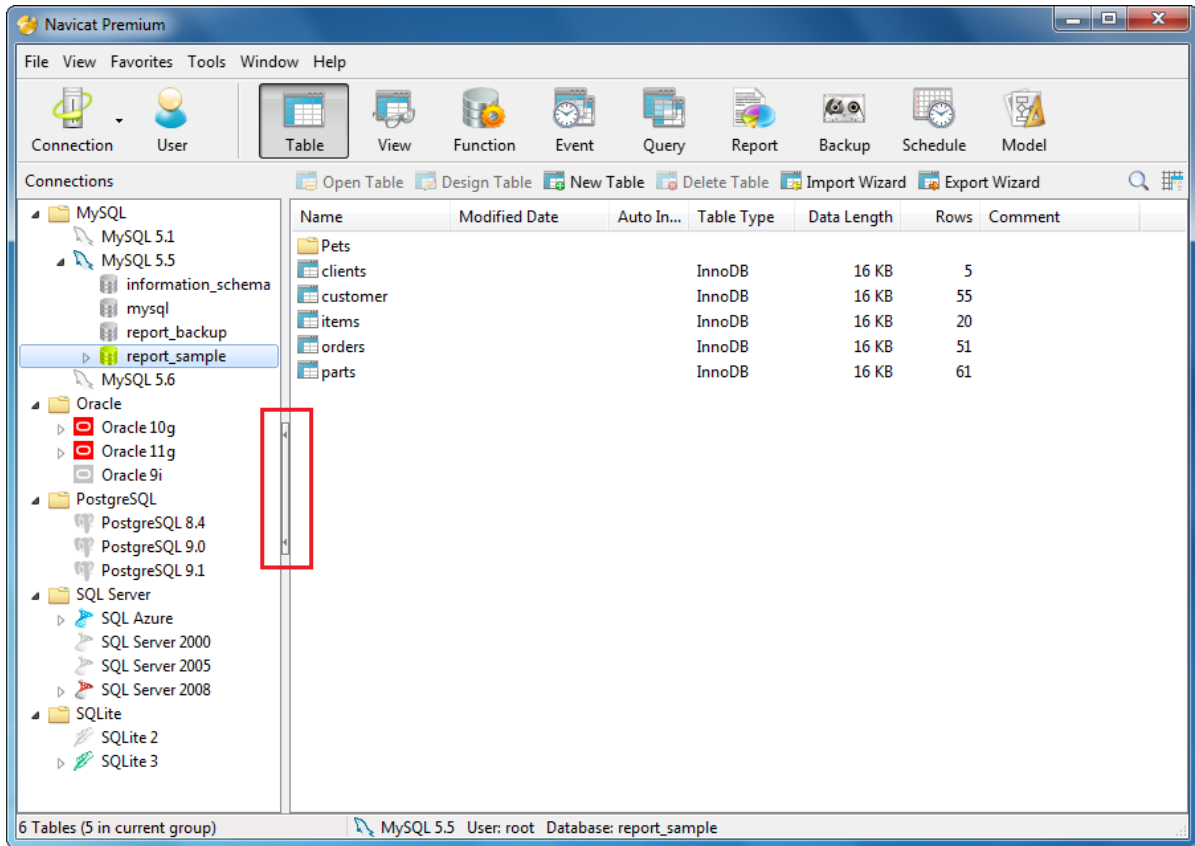 Navicat Premium
File View Favorites Tools Window Help
Connection User Table View Function Event Query Report Backup Schedule Model
Connections
Open Table Design Table New Table Delete Table Import Wizard Export Wizard
MySQL
MySQL 5.1
MySQL 5.5
information_schema
mysql
report_backup
report_sample
MySQL 5.6
Oracle
Oracle 10g
Oracle 11g
Oracle 9i
PostgreSQL
PostgreSQL 8.4
PostgreSQL 9.0
PostgreSQL 9.1
SQL Server
SQL Azure
SQL Server 2000
SQL Server 2005
SQL Server 2008
SQLite
SQLite 2
SQLite 3
Name Modified Date Auto In... Table Type Data Length Rows Comment
Pets
clients InnoDB 16 KB 5
customer InnoDB 16 KB 55
items InnoDB 16 KB 20
orders InnoDB 16 KB 51
parts InnoDB 16 KB 61
6 Tables (5 in current group) MySQL 5.5 User: root Database: report_sample